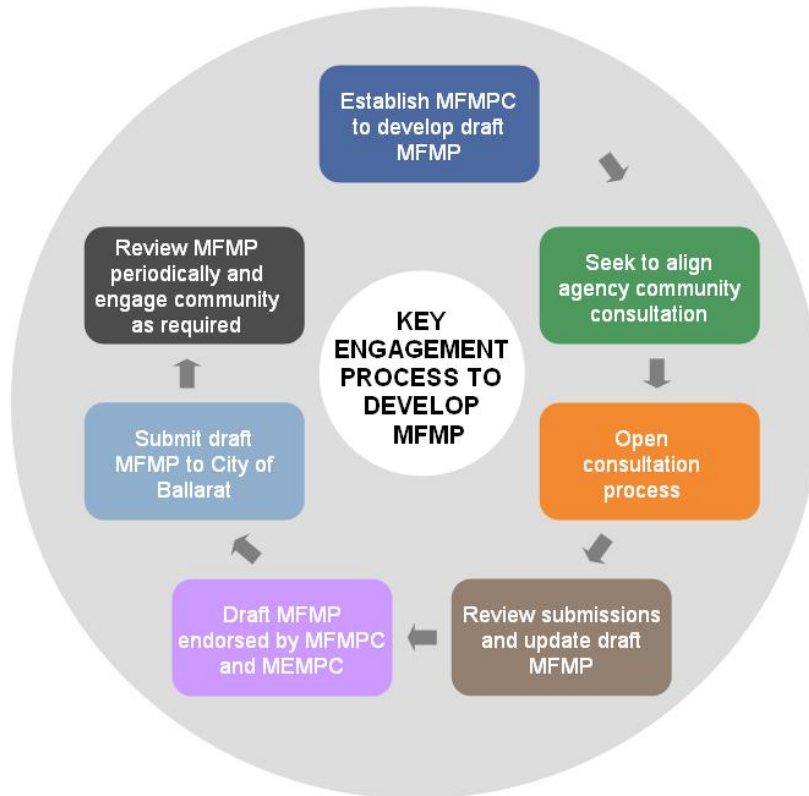 Establish MFMPC
to develop draft
MFMP
Seek to align
agency community
consultation
Open
consultation
process
Review submissions
and update draft
MFMP
Draft MFMP
endorsed by MFMPC
and MEMPC
Submit draft
MFMP to City of
Ballarat
Review MFMP
periodically and
engage community
as required
KEY
ENGAGEMENT
PROCESS TO
DEVELOP
MFMP